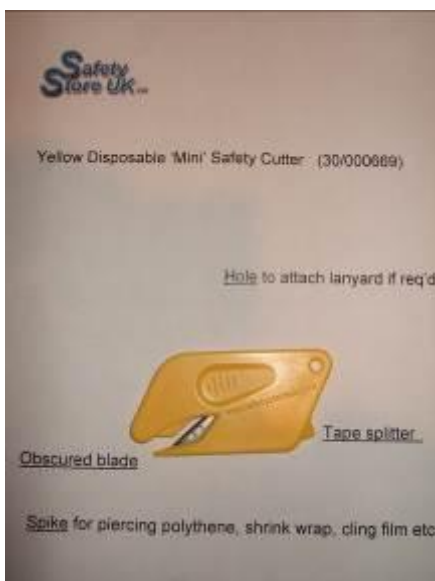 Safety
Store UK
Yellow Disposable 'Mini' Safety Cutter (30/000669)
Hole to attach lanyard if req'd
Tape splitter
Obscured blade
Spike for piercing polythene, shrink wrap, cling film etc